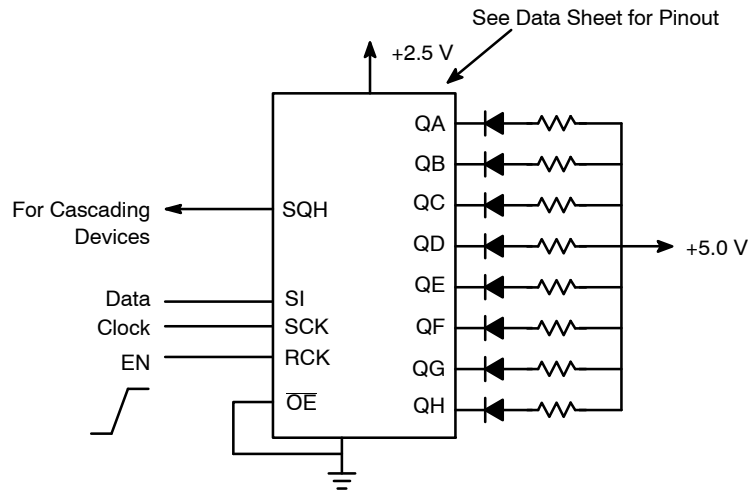 See Data Sheet for Pinout
+2.5 V
QA
QB
For Cascading
Devices
SQH
QC
QD
+5.0 V
QE
Data
SI
Clock
SCK
QF
EN
RCK
QG
OE
QH